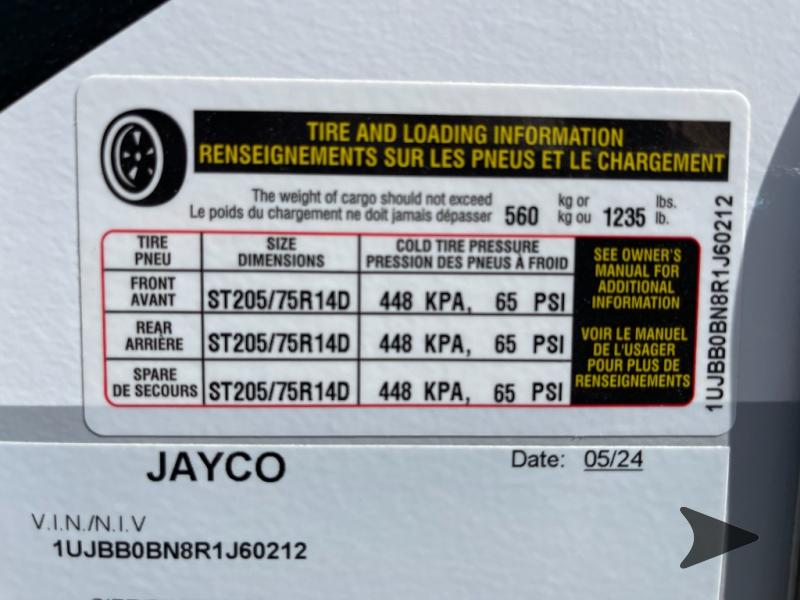 TIRE AND LOADING INFORMATION
RENSEIGNEMENTS SUR LES PNEUS ET LE CHARGEMENT
The weight of cargo should not exceed kg or lbs.
Le poids du chargement ne doit jamais dépasser 560 kg ou 1235 lb.
TIRE SIZE COLD TIRE PRESSURE
PNEU DIMENSIONS PRESSION DES PNEUS À FROID
FRONT
AVANT ST205/75R14D 448 KPA, 65 PSI
REAR
ARRIÈRE ST205/75R14D 448 KPA, 65 PSI
SPARE
DE SECOURS ST205/75R14D 448 KPA, 65 PSI
SEE OWNER'S
MANUAL FOR
ADDITIONAL
INFORMATION
VOIR LE MANUEL
DE L'USAGER
POUR PLUS DE
RENSEIGNEMENTS
1UJBB0BN8R1J60212
JAYCO Date: 05/24
V.I.N./N.I.V
1UJBB0BN8R1J60212